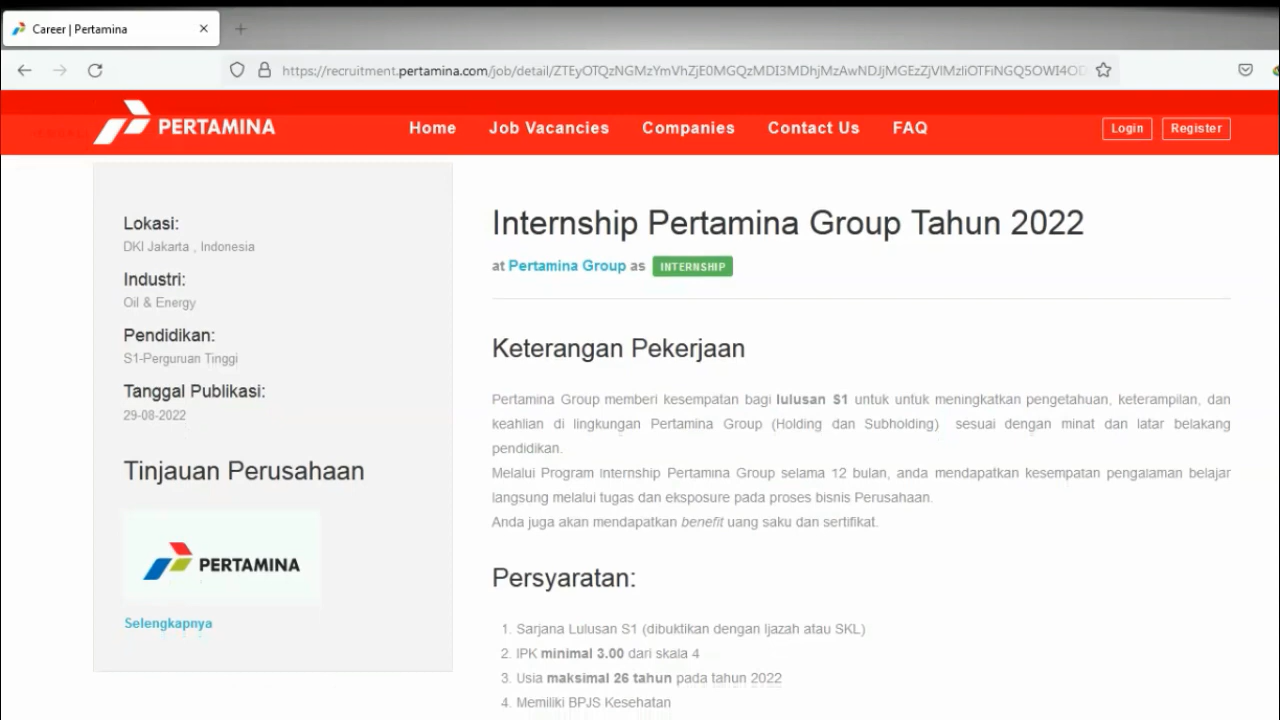 Career | Pertamina
https://recruitment.pertamina.com/job/detail/
PERTAMINA
Home
Job Vacancies
Companies
Contact Us
FAQ
Login
Register
Lokasi:
DKI Jakarta , Indonesia
Industri:
Oil & Energy
Pendidikan:
S1-Perguruan Tinggi
Tanggal Publikasi:
29-08-2022
Tinjauan Perusahaan
PERTAMINA
Selengkapnya
Internship Pertamina Group Tahun 2022
at Pertamina Group as INTERNSHIP
Keterangan Pekerjaan
Pertamina Group memberi kesempatan bagi lulusan S1 untuk untuk meningkatkan pengetahuan, keterampilan, dan
keahlian di lingkungan Pertamina Group (Holding dan Subholding) sesuai dengan minat dan latar belakang
pendidikan.
Melalui Program Internship Pertamina Group selama 12 bulan, anda mendapatkan kesempatan pengalaman belajar
langsung melalui tugas dan eksposure pada proses bisnis Perusahaan.
Anda juga akan mendapatkan benefit uang saku dan sertifikat.
Persyaratan:
1. Sarjana Lulusan S1 (dibuktikan dengan Ijazah atau SKL)
2. IPK minimal 3.00 dari skala 4
3. Usia maksimal 26 tahun pada tahun 2022
4. Memiliki BPJS Kesehatan